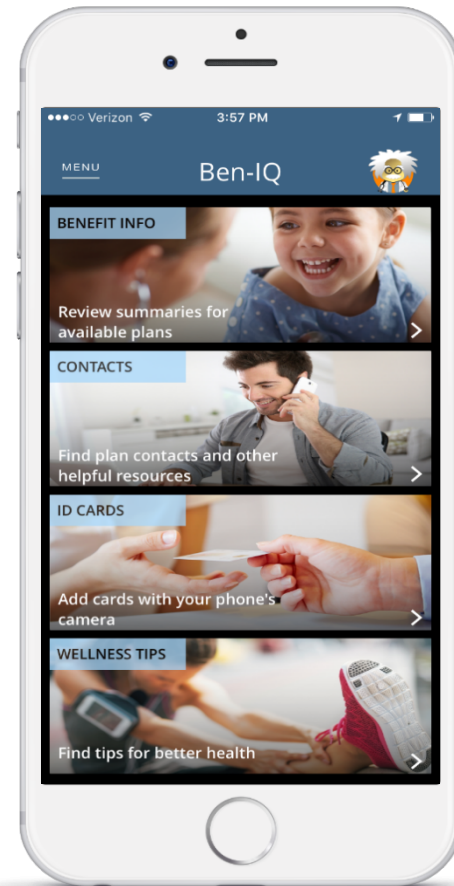 Verizon 3:57 PM
MENU Ben-IQ
BENEFIT INFO
Review summaries for
available plans
CONTACTS
Find plan contacts and other
helpful resources
ID CARDS
Add cards with your phone's
camera
WELLNESS TIPS
Find tips for better health